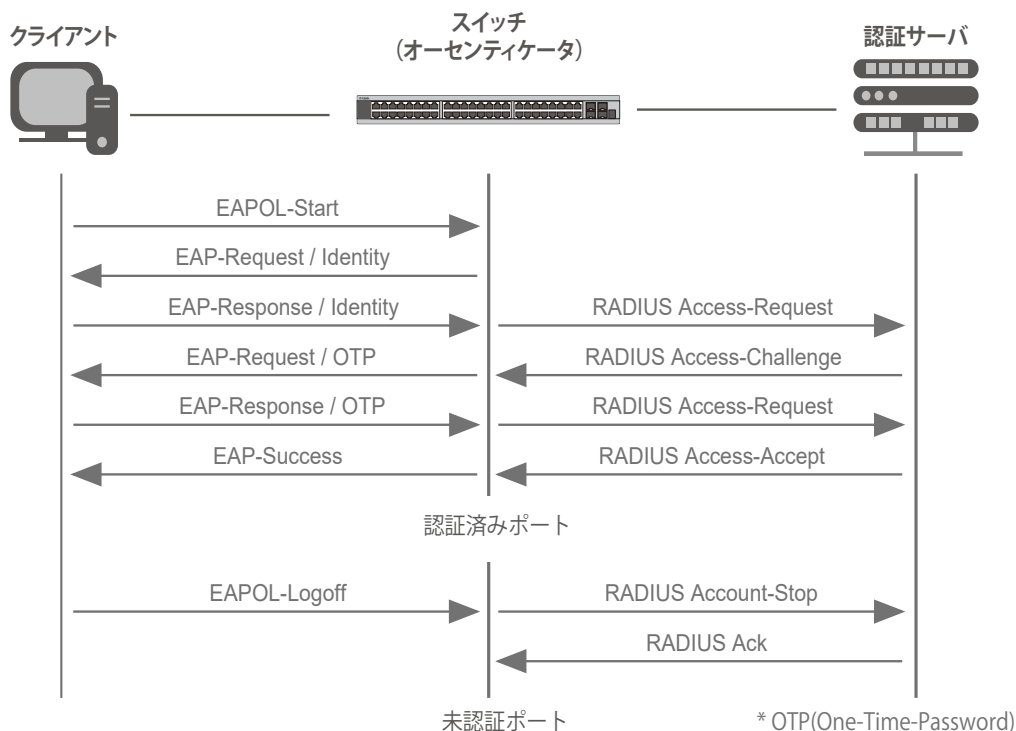 クライアント
スイッチ
(オーセンティケータ)
認証サーバ
EAPOL-Start
EAP-Request / Identity
EAP-Response / Identity
RADIUS Access-Request
EAP-Request / OTP
RADIUS Access-Challenge
EAP-Response / OTP
RADIUS Access-Request
EAP-Success
RADIUS Access-Accept
認証済みポート
EAPOL-Logoff
RADIUS Account-Stop
RADIUS Ack
未認証ポート
* OTP(One-Time-Password)